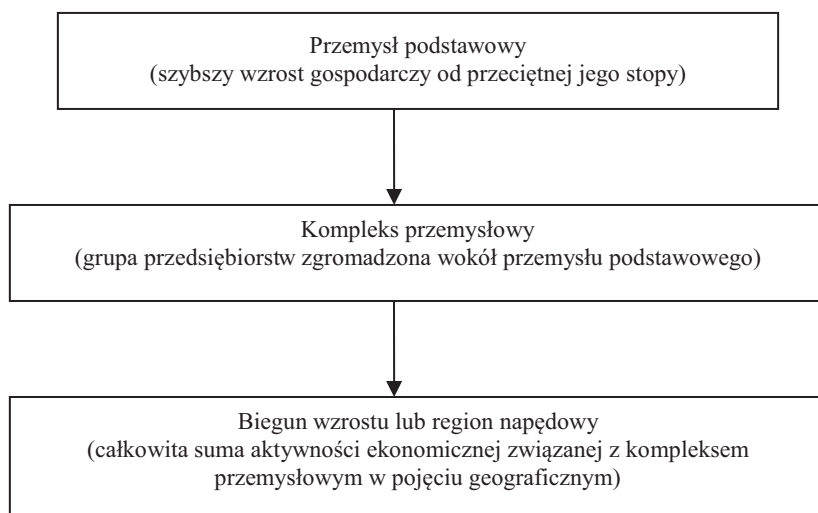 Przemysł podstawowy
(szybszy wzrost gospodarczy od przeciętnej jego stopy)
Kompleks przemysłowy
(grupa przedsiębiorstw zgromadzona wokół przemysłu podstawowego)
Biegun wzrostu lub region napędowy
(całkowita suma aktywności ekonomicznej związanej z kompleksem
przemysłowym w pojęciu geograficznym)